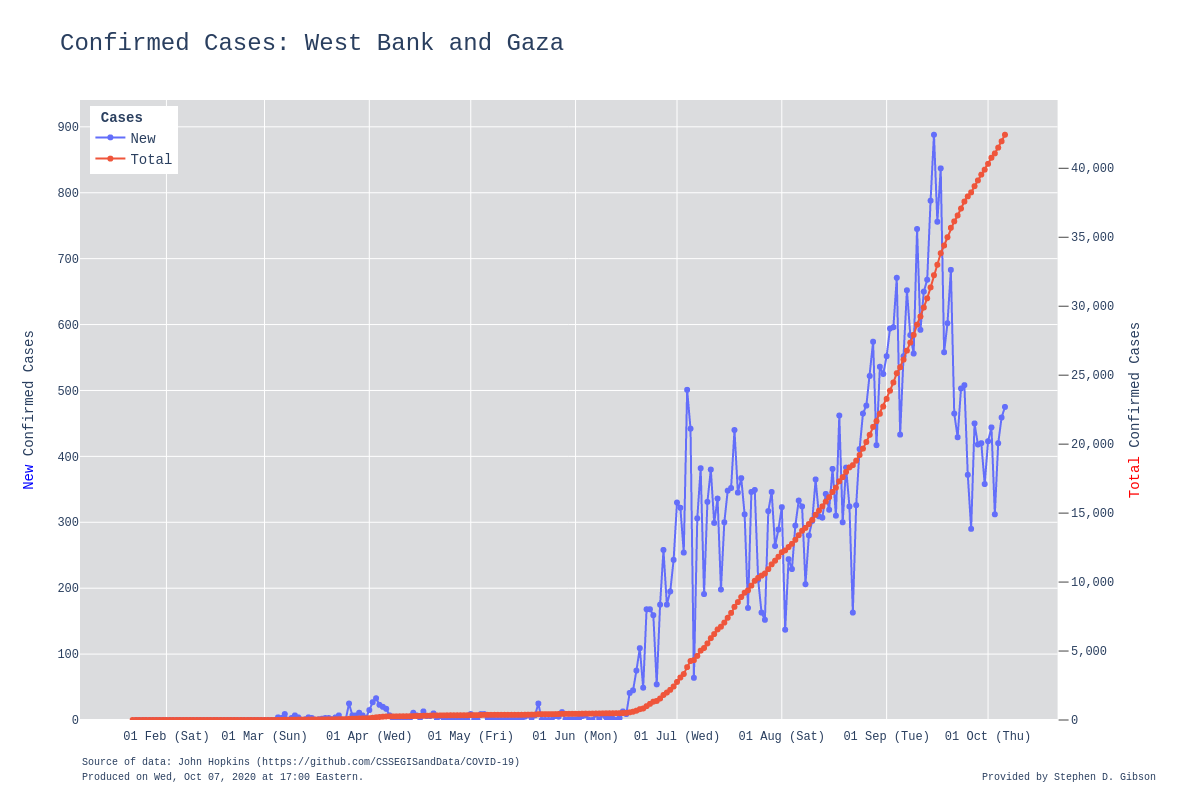 Confirmed Cases: West Bank and Gaza
Cases
New
Total
900
800
700
600
500
400
300
200
100
0
New Confirmed Cases
40,000
35,000
30,000
25,000
20,000
15,000
10,000
5,000
0
Total Confirmed Cases
01 Feb (Sat) 01 Mar (Sun) 01 Apr (Wed) 01 May (Fri) 01 Jun (Mon) 01 Jul (Wed) 01 Aug (Sat) 01 Sep (Tue) 01 Oct (Thu)
Source of data: John Hopkins (https://github.com/CSSEGISandData/COVID-19)
Produced on Wed, Oct 07, 2020 at 17:00 Eastern.
Provided by Stephen D. Gibson